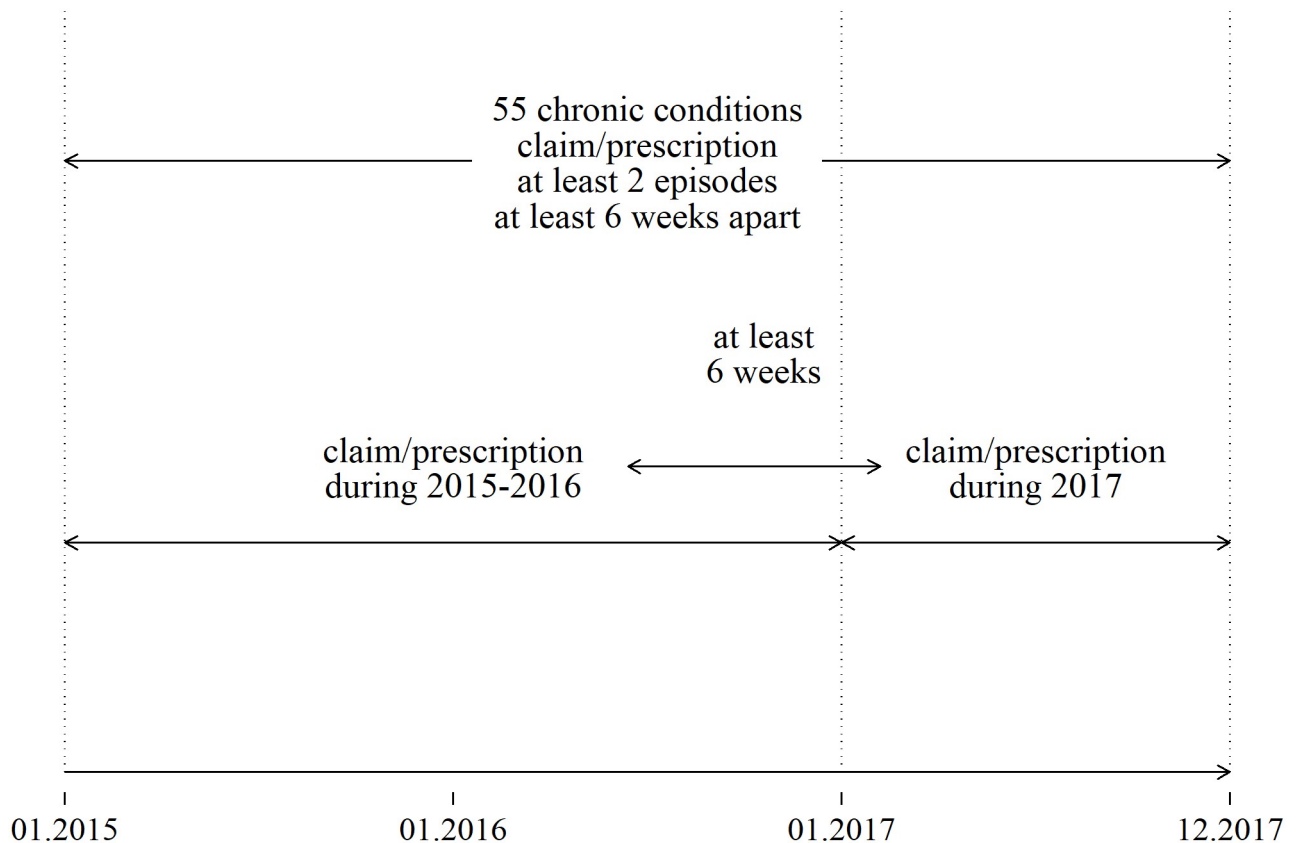 55 chronic conditions
claim/prescription
at least 2 episodes
at least 6 weeks apart
at least
6 weeks
claim/prescription
during 2015-2016
claim/prescription
during 2017
01.2015
01.2016
01.2017
12.2017